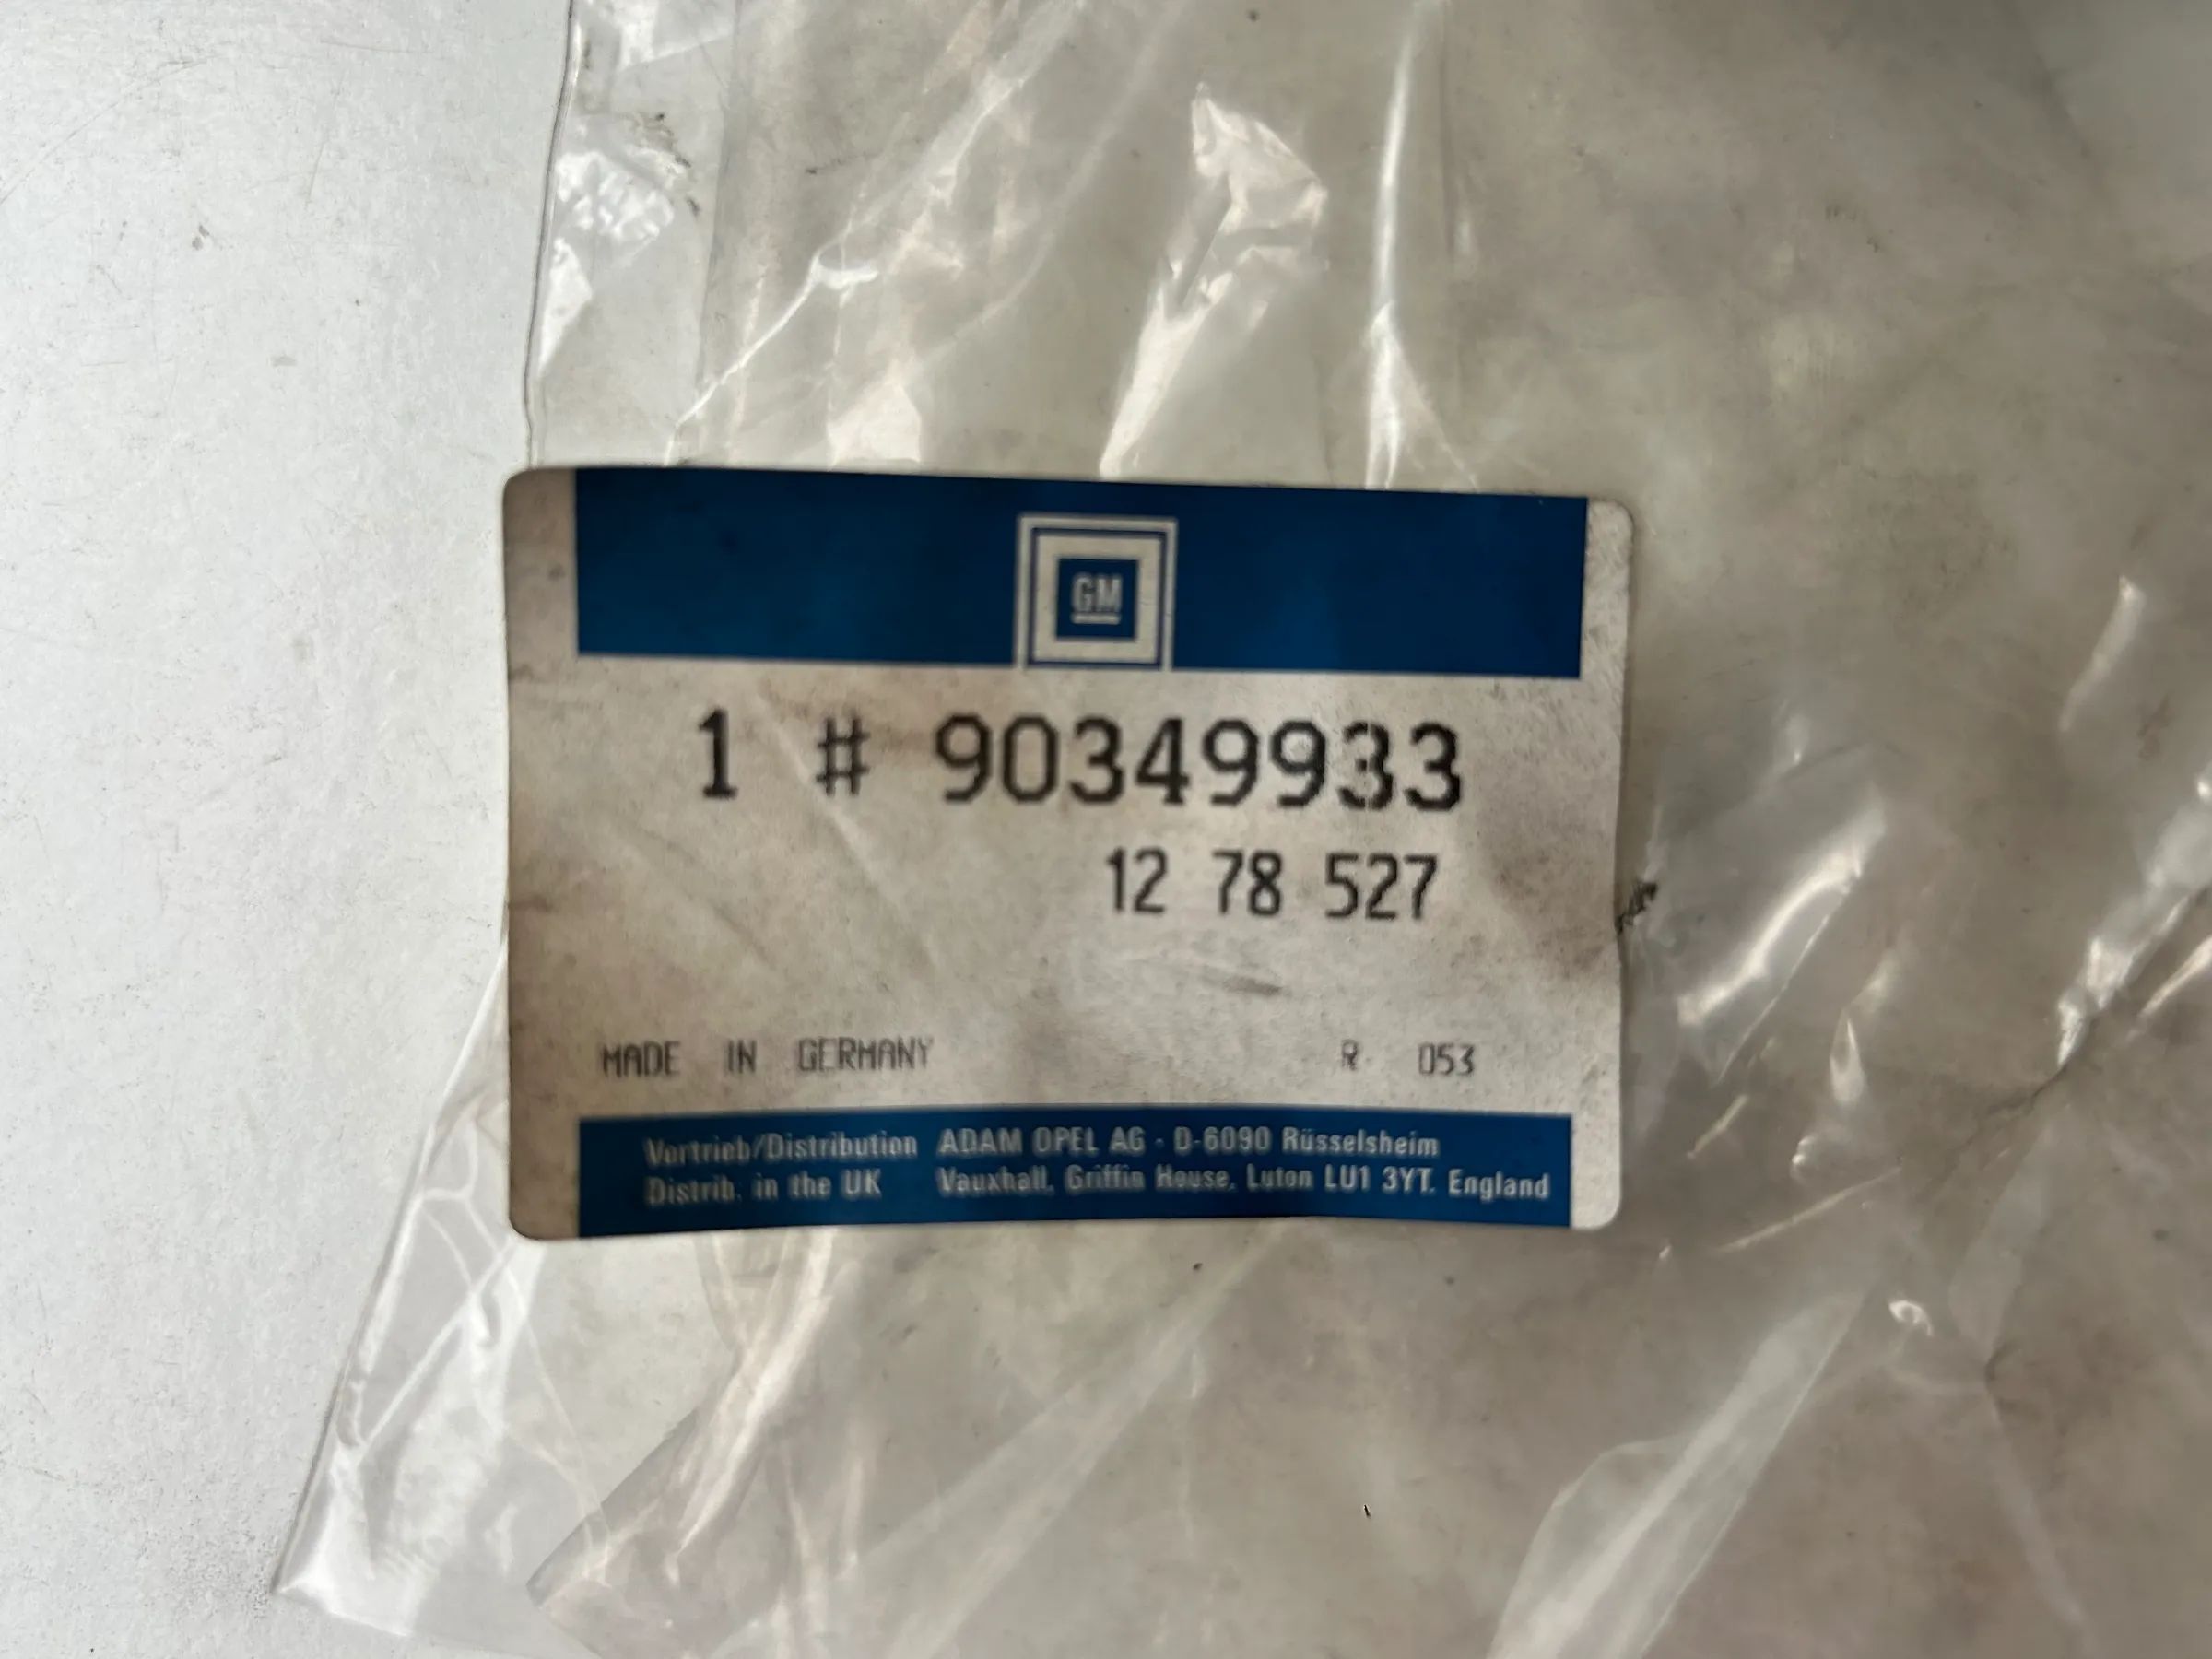 GM
1 # 90349933
12 78 527
MADE IN GERMANY R 053
Vertrieb/Distribution ADAM OPEL AG · D-6090 Rüsselsheim
Distrib. in the UK Vauxhall, Griffin House, Luton LU1 3YT. England